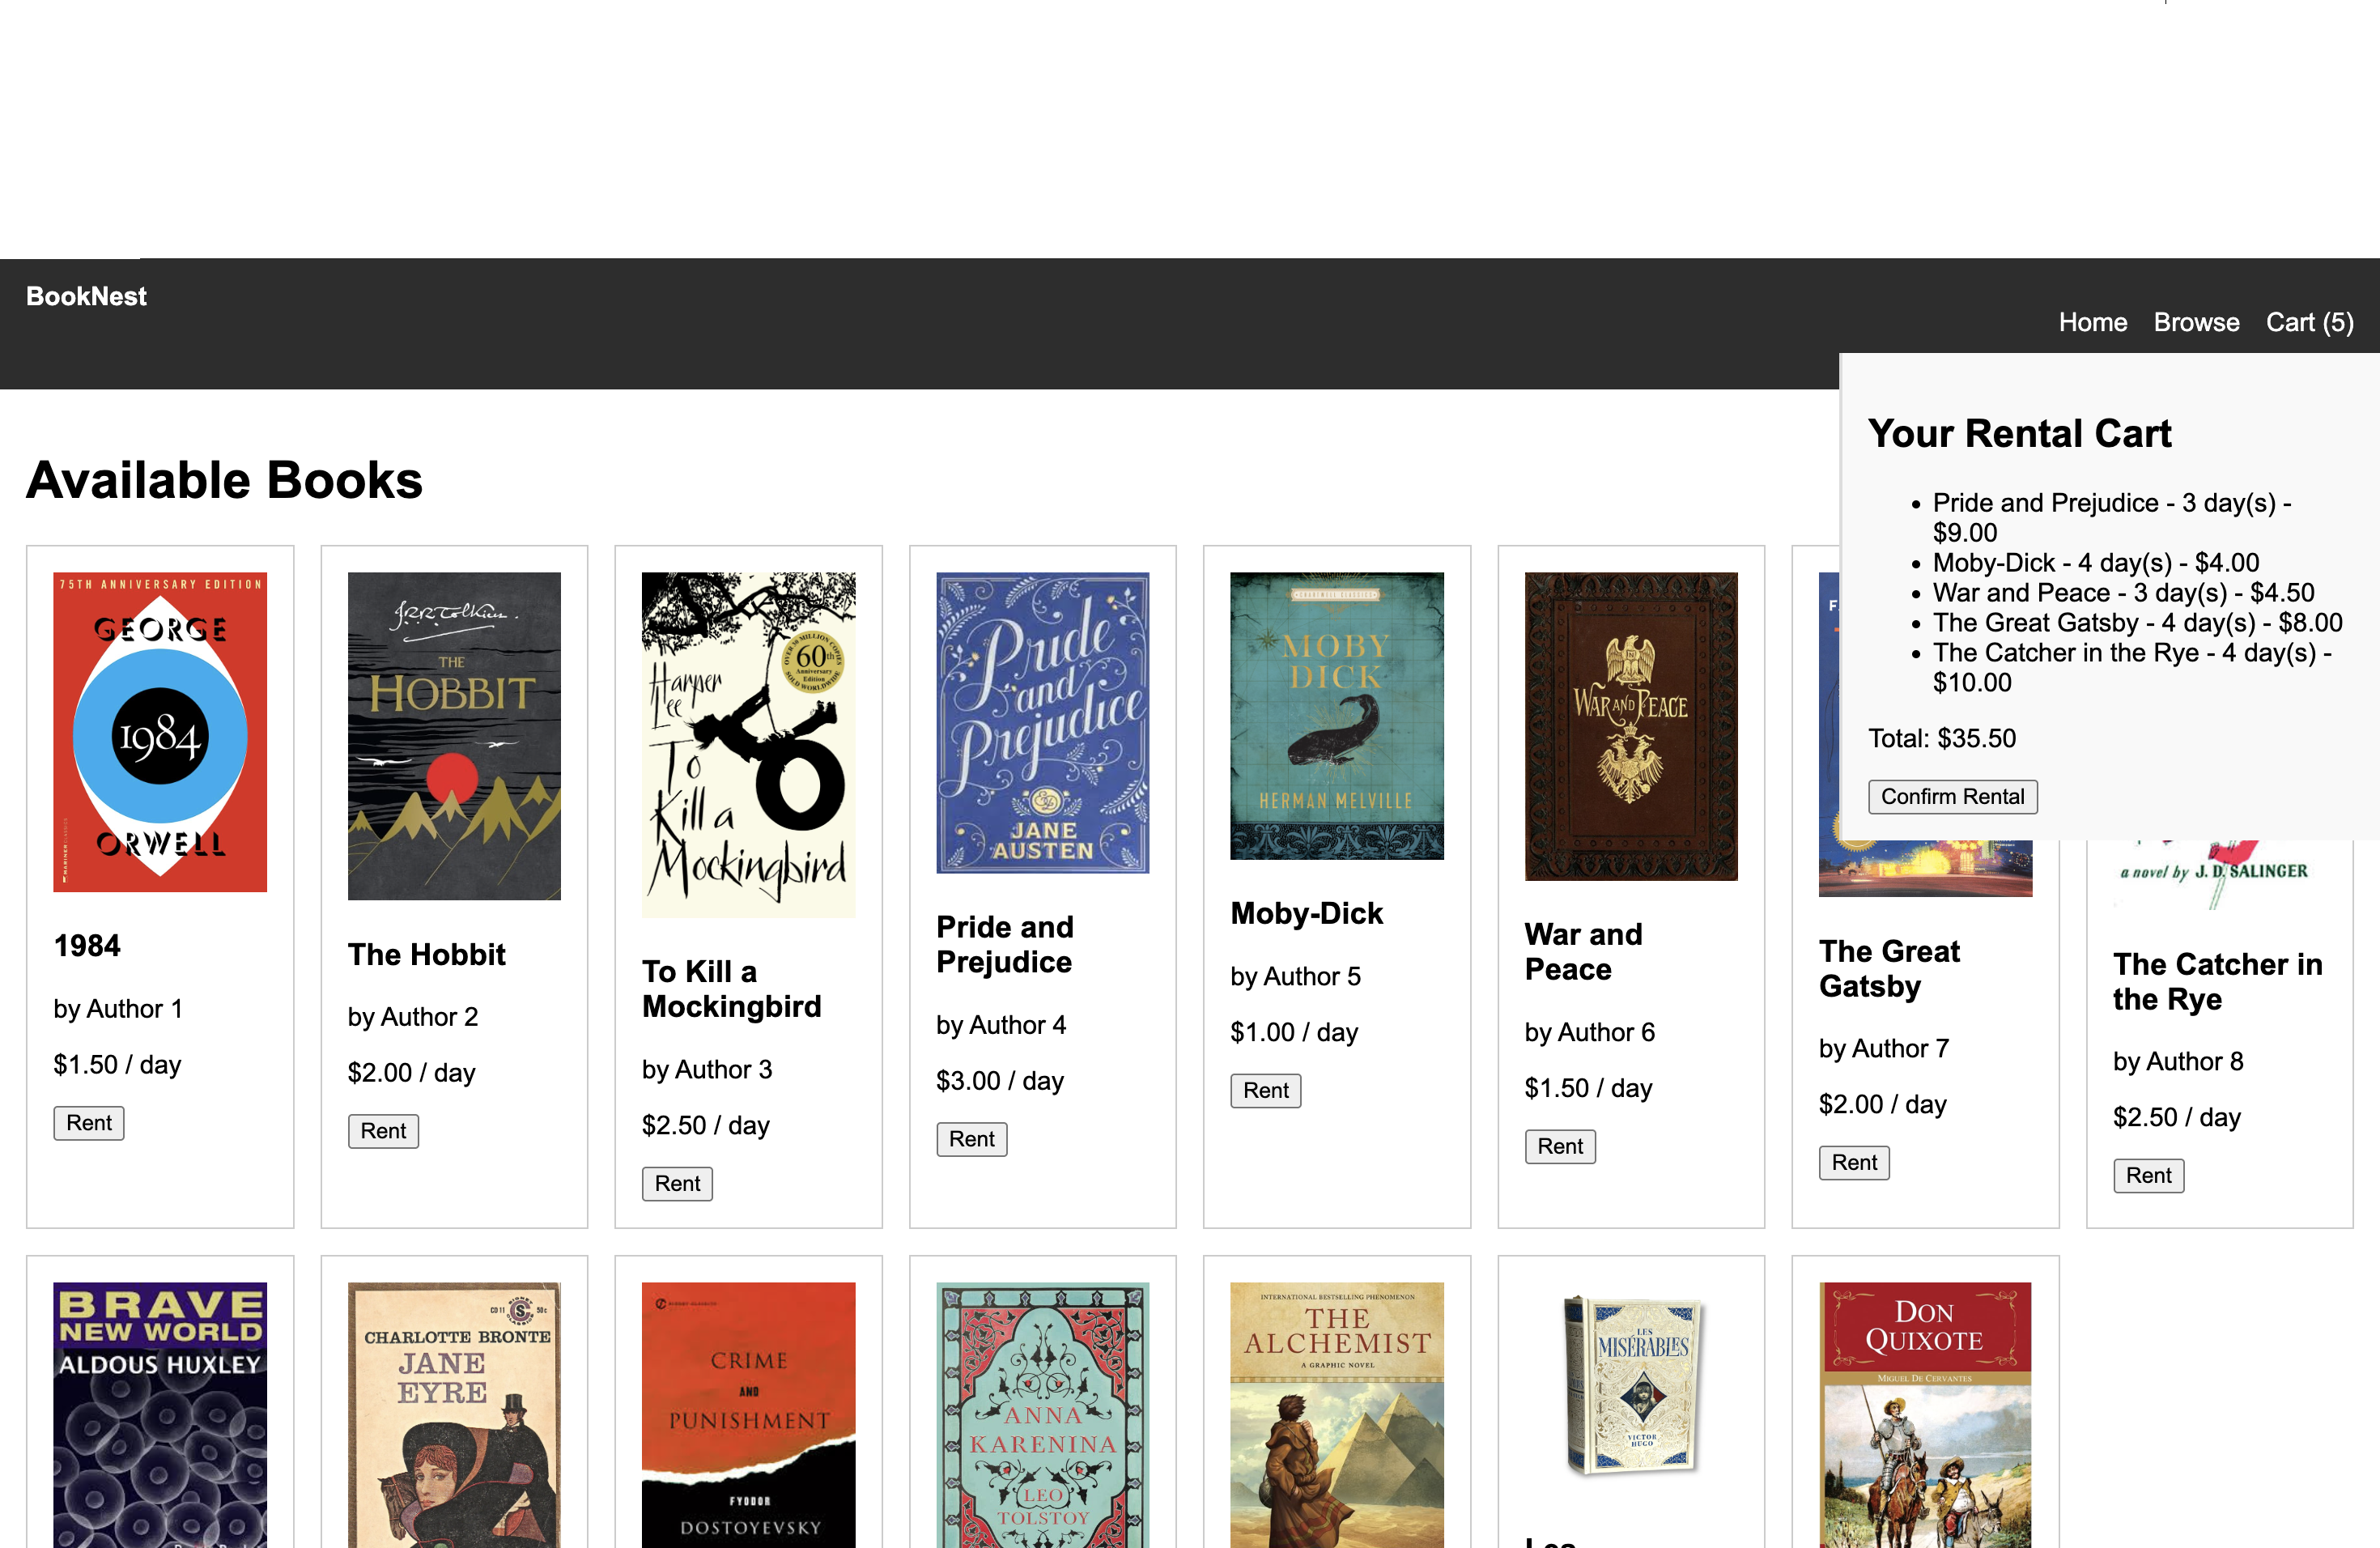 BookNest
Home Browse Cart (5)
Your Rental Cart
• Pride and Prejudice - 3 day(s) -
$9.00
• Moby-Dick - 4 day(s) - $4.00
• War and Peace - 3 day(s) - $4.50
• The Great Gatsby - 4 day(s) - $8.00
• The Catcher in the Rye - 4 day(s) -
$10.00
Total: $35.50
Confirm Rental
Available Books
75TH ANNIVERSARY EDITION
GEORGE
1984
ORWELL
1984
by Author 1
$1.50 / day
Rent
J.R.R. Tolkien.
THE
HOBBIT
The Hobbit
by Author 2
$2.00 / day
Rent
60th
Anniversary
Edition
Harper
Lee
To
Kill a
Mockingbird
To Kill a
Mockingbird
by Author 3
$2.50 / day
Rent
Pride
and
Prejudice
JANE
AUSTEN
Pride and
Prejudice
by Author 4
$3.00 / day
Rent
MOBY
DICK
HERMAN MELVILLE
Moby-Dick
by Author 5
$1.00 / day
Rent
WAR AND PEACE
War and
Peace
by Author 6
$1.50 / day
Rent
F.
The Great
Gatsby
by Author 7
$2.00 / day
Rent
a novel by J. D. SALINGER
The Catcher in
the Rye
by Author 8
$2.50 / day
Rent
BRAVE
NEW WORLD
ALDOUS HUXLEY
CD11 S 50c
CHARLOTTE BRONTE
JANE
EYRE
CRIME
AND
PUNISHMENT
FYODOR
DOSTOYEVSKY
ANNA
KARENINA
LEO
TOLSTOY
INTERNATIONAL BESTSELLING PHENOMENON
THE
ALCHEMIST
A GRAPHIC NOVEL
LES
MISÉRABLES
VICTOR
HUGO
Les
DON
QUIXOTE
MIGUEL DE CERVANTES